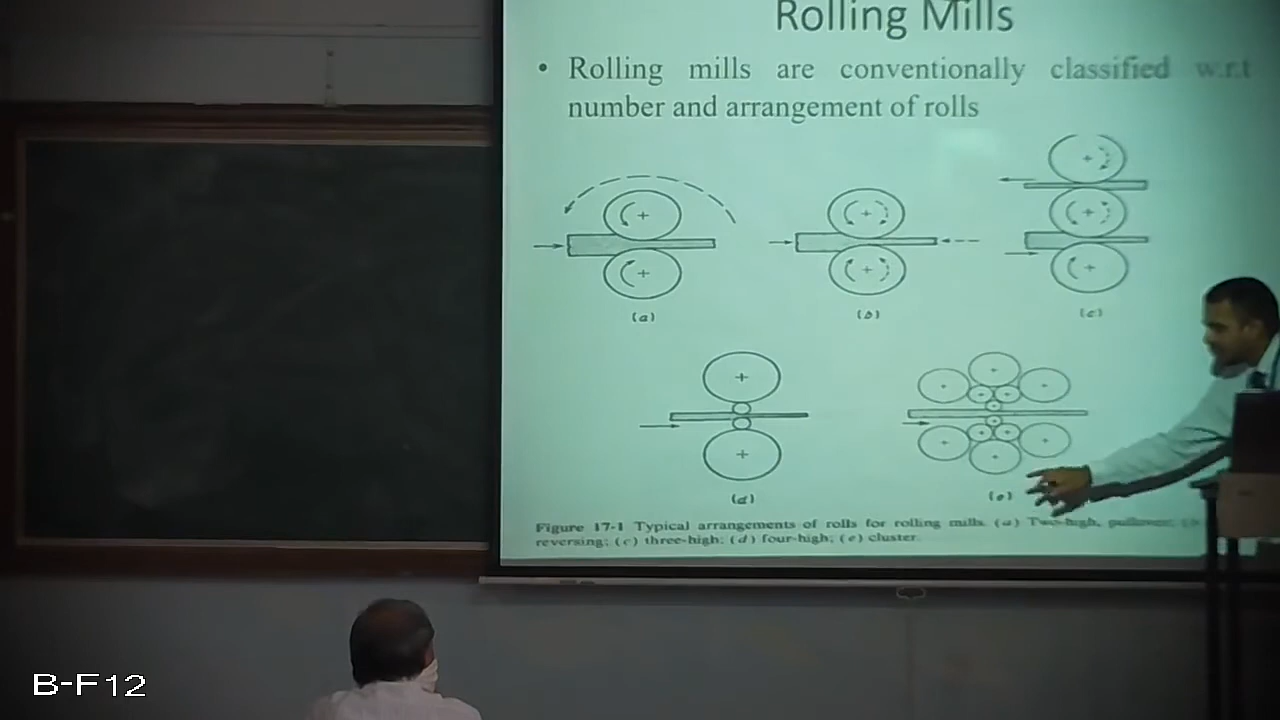 Rolling Mills
• Rolling mills are conventionally classified w.r.t
number and arrangement of rolls
(a)
(b)
(c)
(d)
(e)
Figure 17-1 Typical arrangements of rolls for rolling mills. (a) Two-high, pullover;
reversing; (c) three-high; (d) four-high; (e) cluster.
B-F12